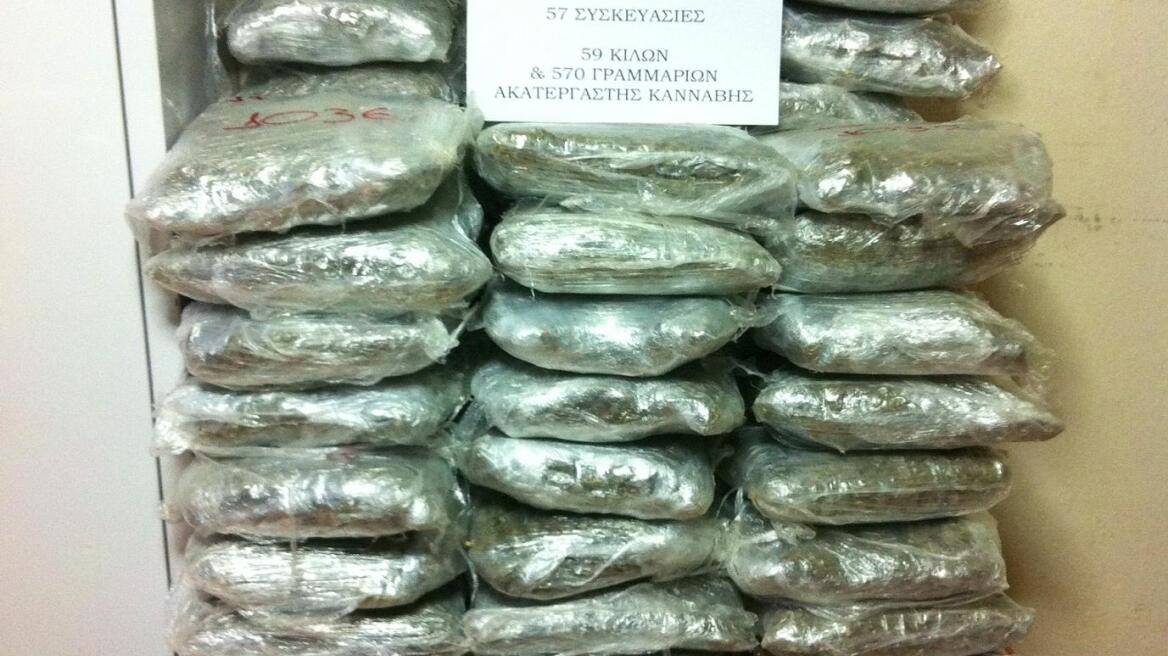 57 ΣΥΣΚΕΥΑΣΙΕΣ
59 ΚΙΛΩΝ
& 570 ΓΡΑΜΜΑΡΙΩΝ
ΑΚΑΤΕΡΓΑΣΤΗΣ ΚΑΝΝΑΒΗΣ